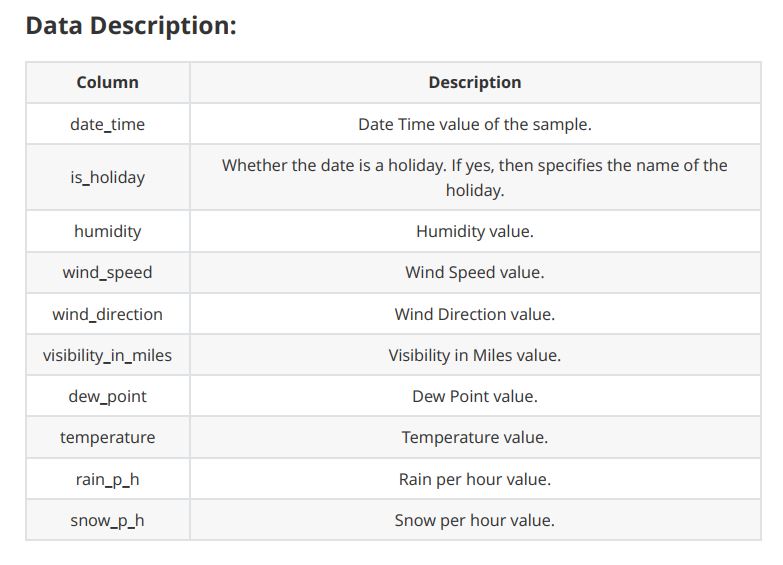 Data Description:
Column Description
date_time Date Time value of the sample.
is_holiday Whether the date is a holiday. If yes, then specifies the name of the
holiday.
humidity Humidity value.
wind_speed Wind Speed value.
wind_direction Wind Direction value.
visibility_in_miles Visibility in Miles value.
dew_point Dew Point value.
temperature Temperature value.
rain_p_h Rain per hour value.
snow_p_h Snow per hour value.